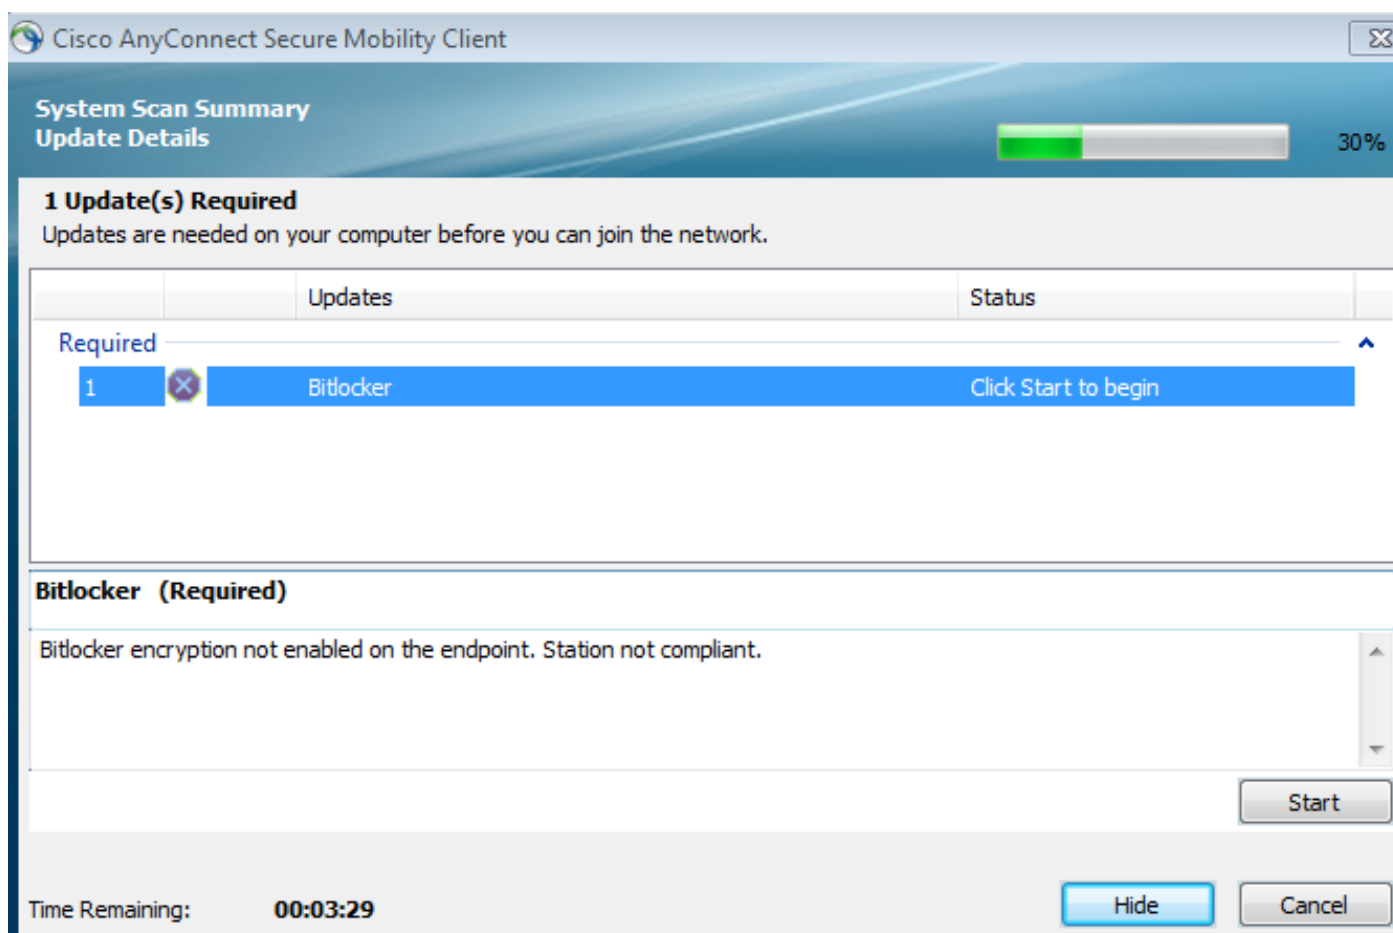 Cisco AnyConnect Secure Mobility Client
System Scan Summary
Update Details
30%
1 Update(s) Required
Updates are needed on your computer before you can join the network.
Updates Status
Required
1 Bitlocker Click Start to begin
Bitlocker (Required)
Bitlocker encryption not enabled on the endpoint. Station not compliant.
Start
Time Remaining: 00:03:29 Hide Cancel